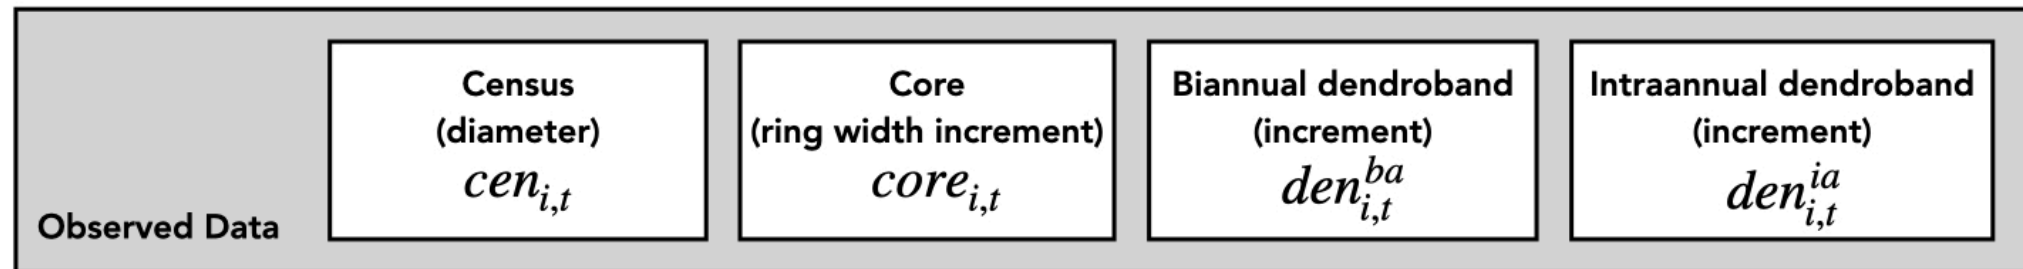 Census
(diameter)
cen_{i,t}
Core
(ring width increment)
core_{i,t}
Biannual dendroband
(increment)
den^{ba}_{i,t}
Intraannual dendroband
(increment)
den^{ia}_{i,t}
Observed Data